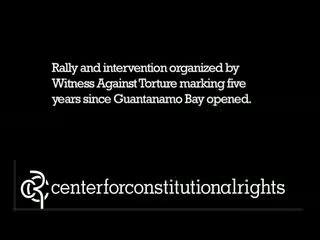 Rally and intervention organized by
Witness Against Torture marking five
years since Guantanamo Bay opened.
centerforconstitutionalrights